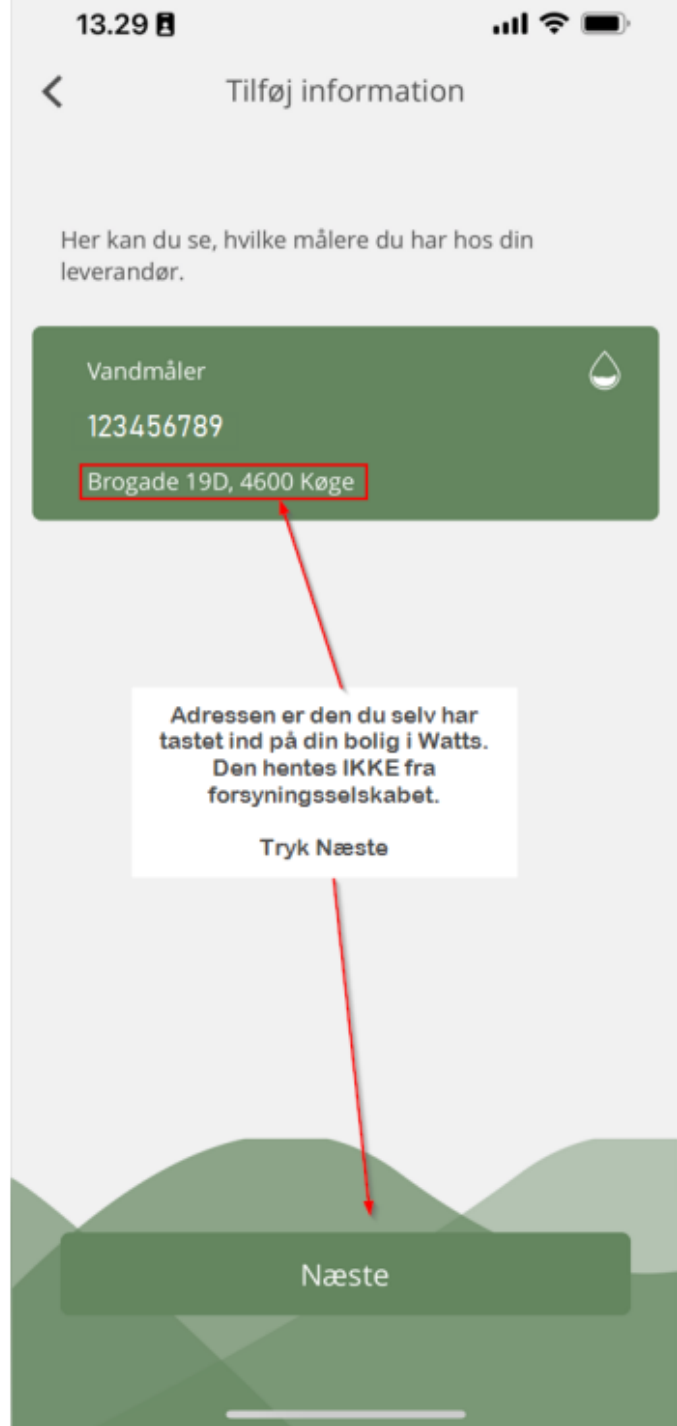 13.29
Tilføj information
Her kan du se, hvilke målere du har hos din
leverandør.
Vandmåler
123456789
Brogade 19D, 4600 Køge
Adressen er den du selv har
tastet ind på din bolig i Watts.
Den hentes IKKE fra
forsyningsselskabet.
Tryk Næste
Næste